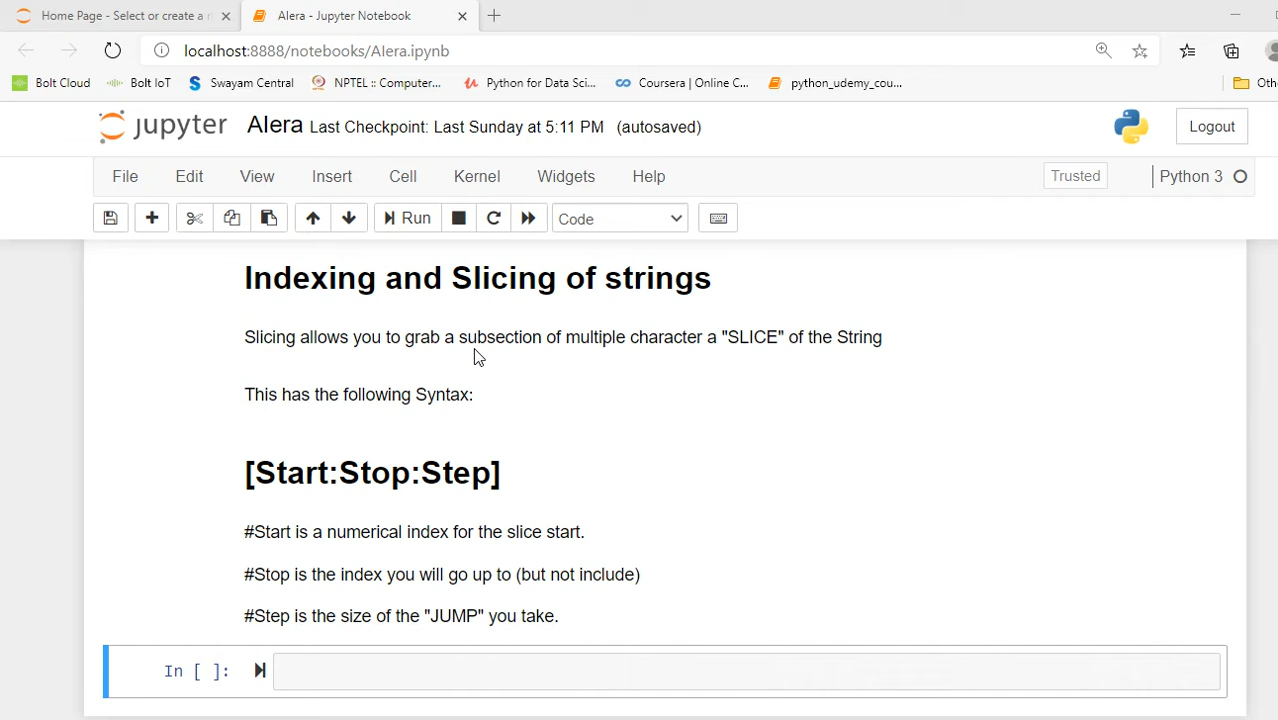 Home Page - Select or create a n
Alera - Jupyter Notebook
localhost:8888/notebooks/Alera.ipynb
Bolt Cloud
Bolt IoT
Swayam Central
NPTEL :: Computer...
Python for Data Sci...
Coursera | Online C...
python_udemy_cou...
Oth
jupyter Alera Last Checkpoint: Last Sunday at 5:11 PM (autosaved)
Logout
File Edit View Insert Cell Kernel Widgets Help
Trusted
Python 3
Run
Code
Indexing and Slicing of strings
Slicing allows you to grab a subsection of multiple character a "SLICE" of the String
This has the following Syntax:
[Start:Stop:Step]
#Start is a numerical index for the slice start.
#Stop is the index you will go up to (but not include)
#Step is the size of the "JUMP" you take.
In [ ]: